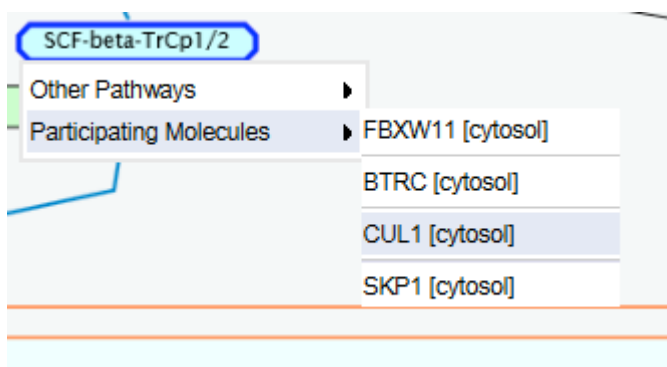 SCF-beta-TrCp1/2
Other Pathways
Participating Molecules
FBXW11 [cytosol]
BTRC [cytosol]
CUL1 [cytosol]
SKP1 [cytosol]